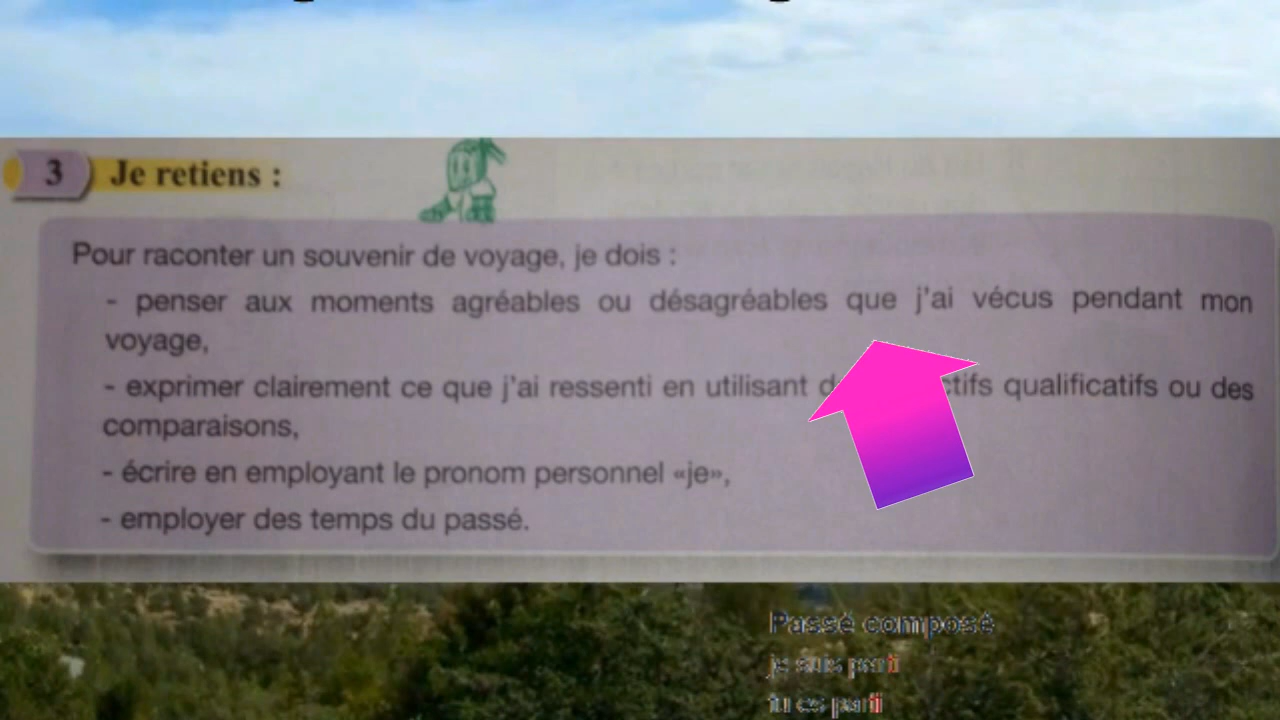 3 Je retiens :
Pour raconter un souvenir de voyage, je dois :
- penser aux moments agréables ou désagréables que j'ai vécus pendant mon
voyage,
- exprimer clairement ce que j'ai ressenti en utilisant qualificatifs ou des
comparaisons,
- écrire en employant le pronom personnel «je»,
- employer des temps du passé.
Passé composé
je suis parti
tu es parti